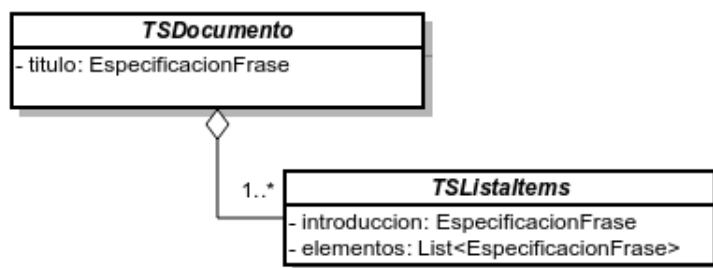 TSDocumento
- titulo: EspecificacionFrase
1..*
TSListaItems
- introduccion: EspecificacionFrase
- elementos: List<EspecificacionFrase>